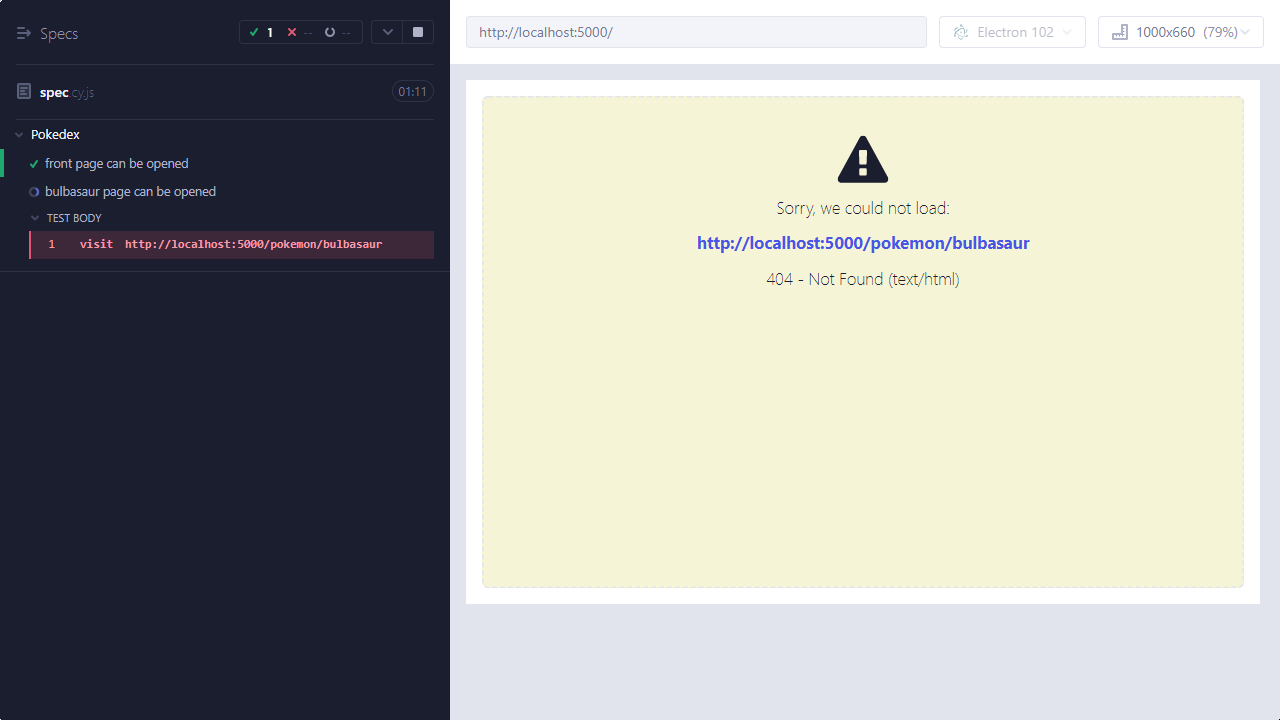 Specs
1
--
--
spec.cy.js
01:11
Pokedex
front page can be opened
bulbasaur page can be opened
TEST BODY
1 visit http://localhost:5000/pokemon/bulbasaur
http://localhost:5000/
Electron 102
1000x660 (79%)
Sorry, we could not load:
http://localhost:5000/pokemon/bulbasaur
404 - Not Found (text/html)